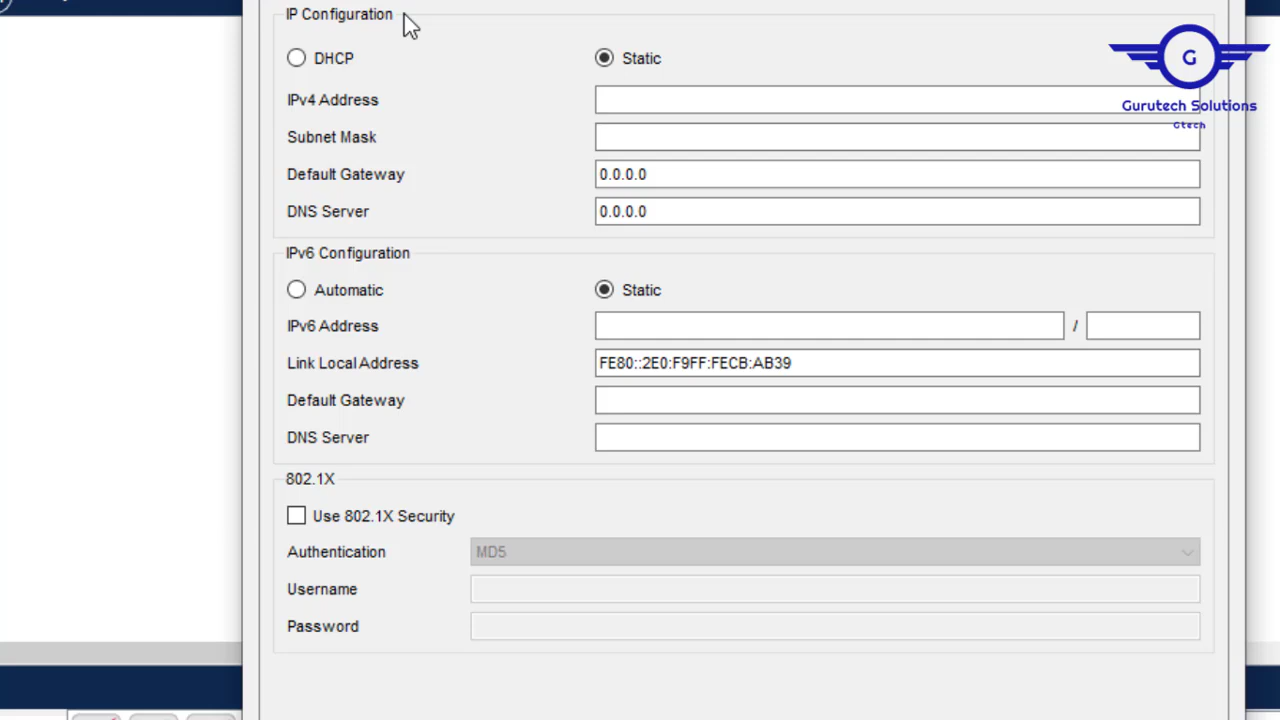 IP Configuration
DHCP Static
IPv4 Address
Subnet Mask
Default Gateway 0.0.0.0
DNS Server 0.0.0.0
IPv6 Configuration
Automatic Static
IPv6 Address /
Link Local Address FE80::2E0:F9FF:FECB:AB39
Default Gateway
DNS Server
802.1X
Use 802.1X Security
Authentication MD5
Username
Password
G
Gurutech Solutions
Gtech